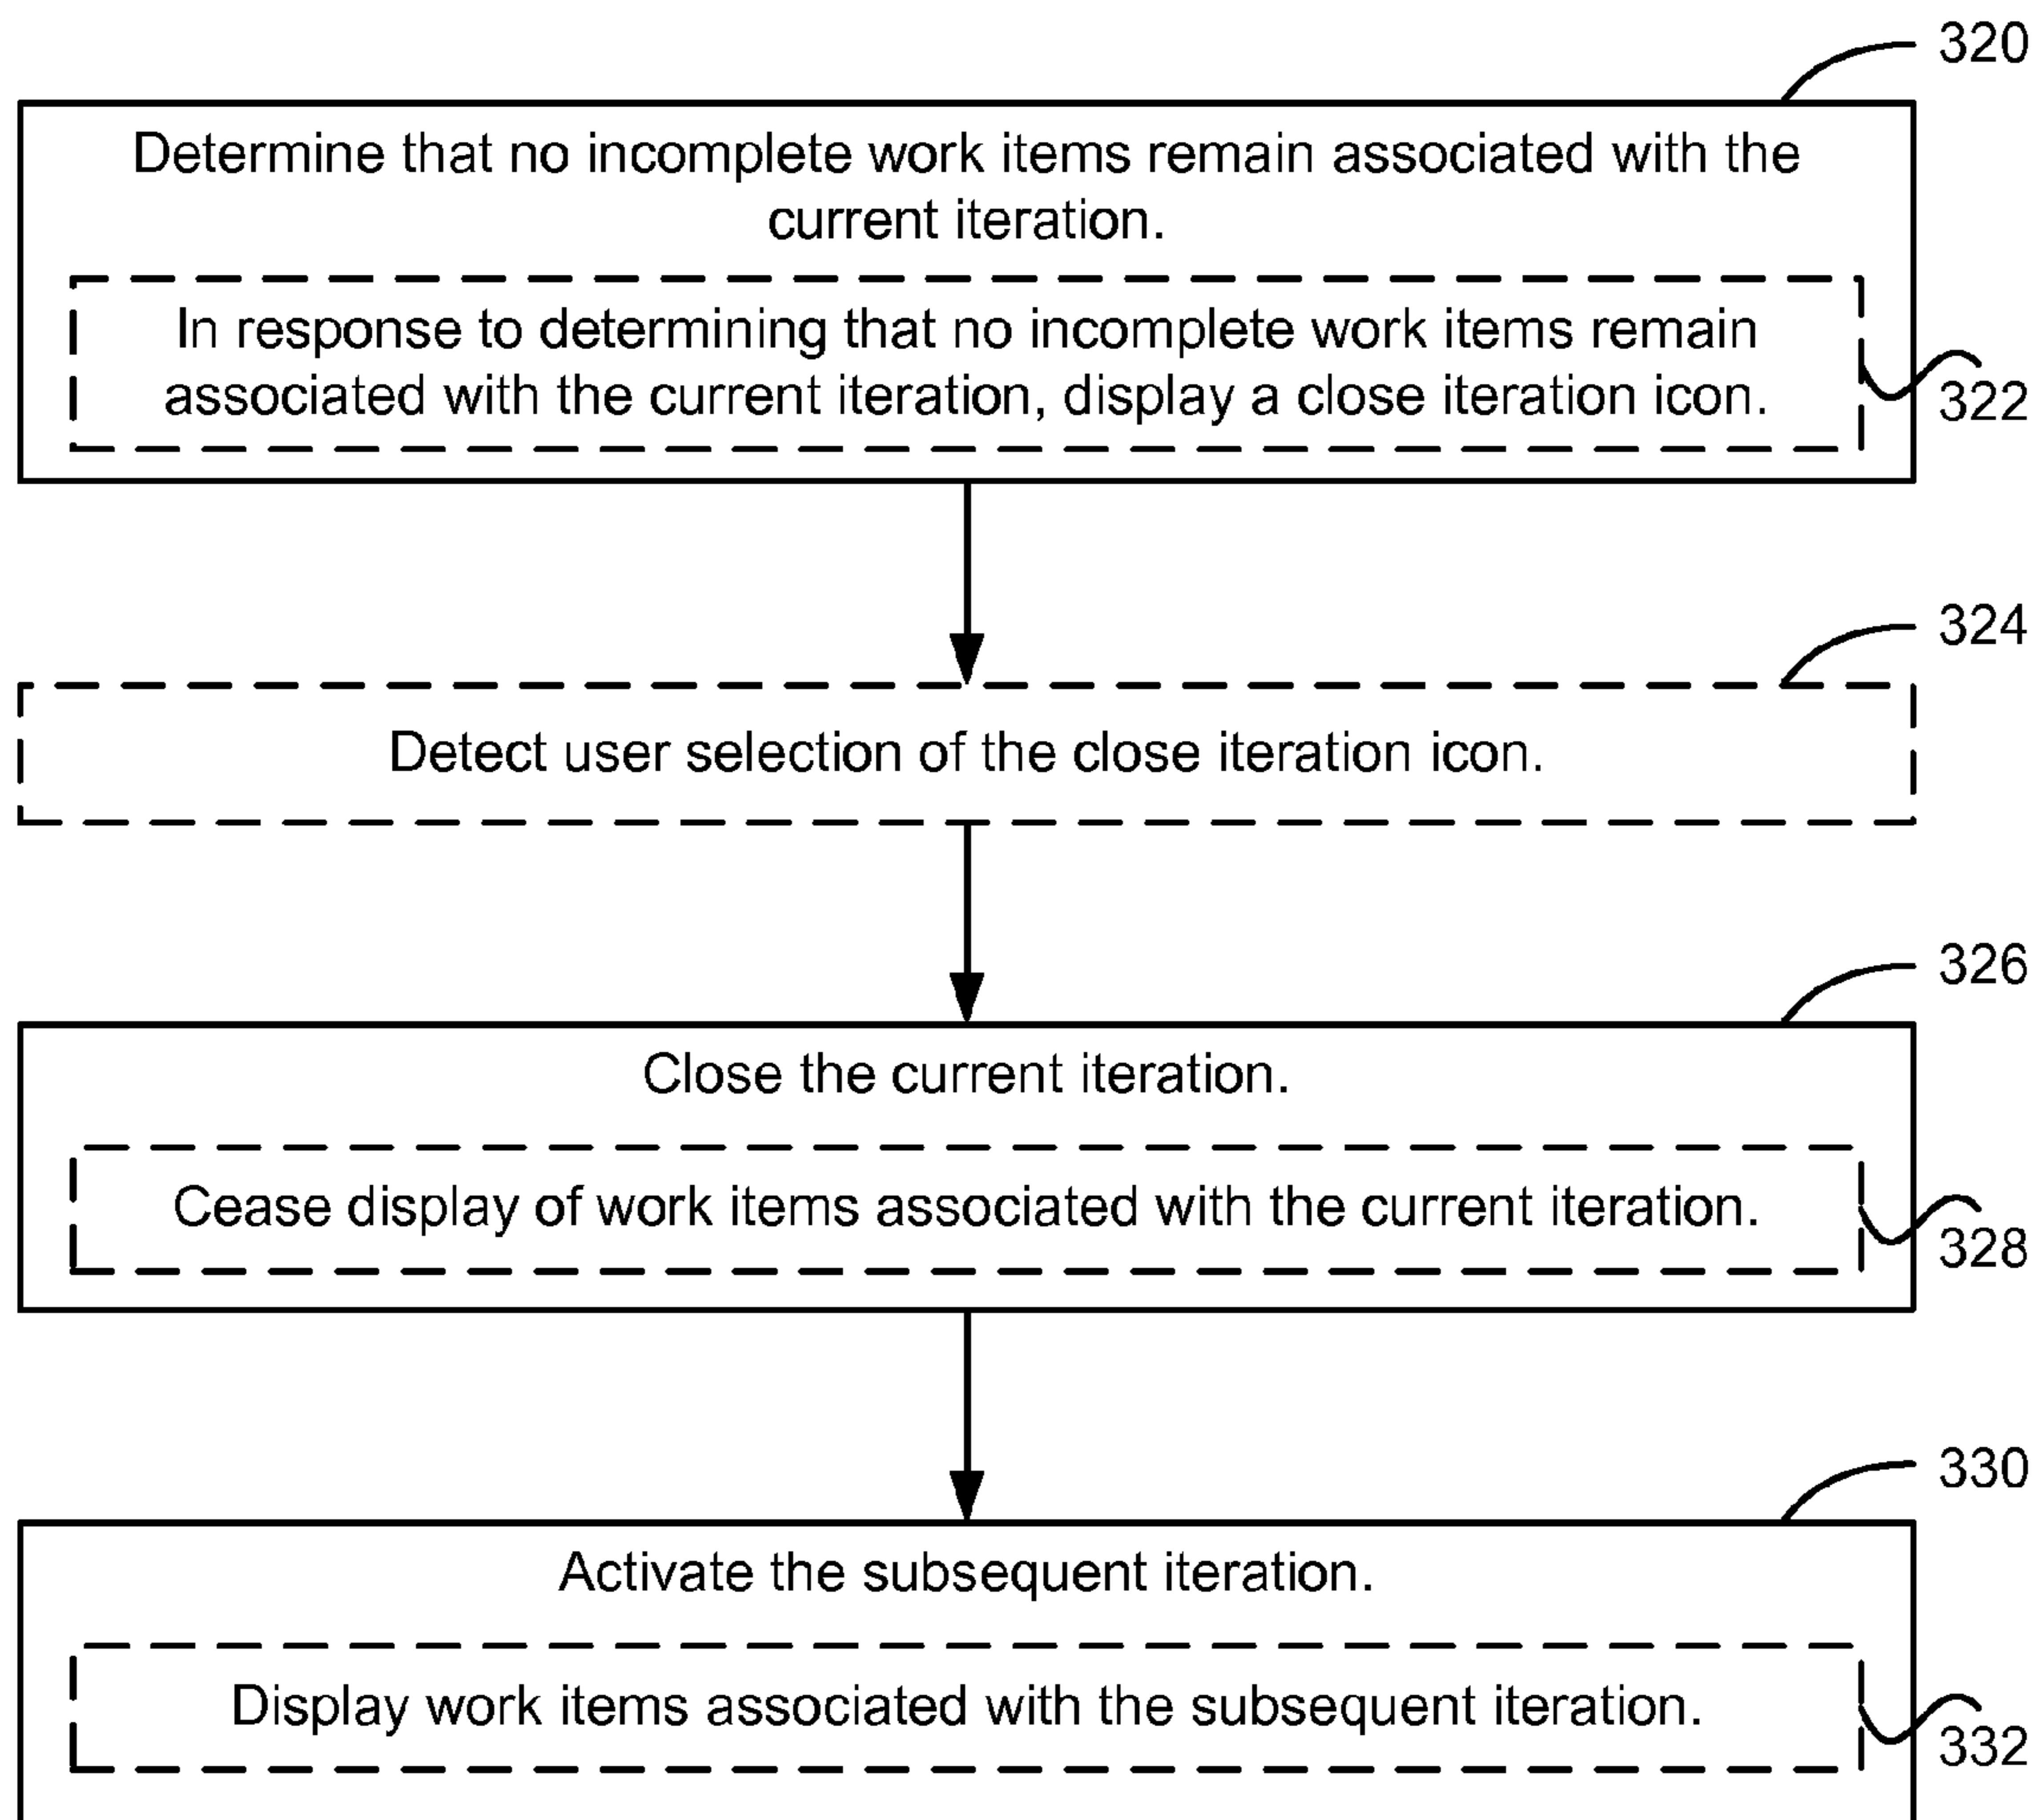 320
Determine that no incomplete work items remain associated with the
current iteration.
In response to determining that no incomplete work items remain
associated with the current iteration, display a close iteration icon.
322
324
Detect user selection of the close iteration icon.
326
Close the current iteration.
Cease display of work items associated with the current iteration.
328
330
Activate the subsequent iteration.
Display work items associated with the subsequent iteration.
332